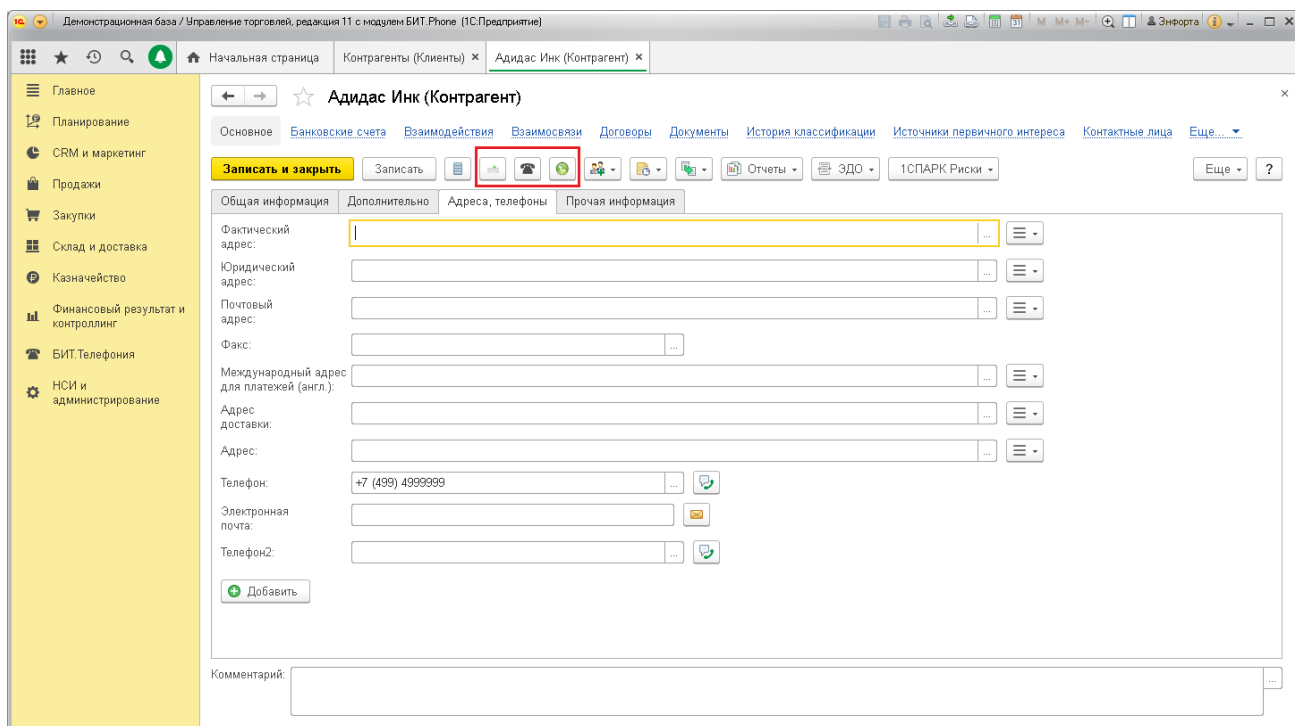 Демонстрационная база / Управление торговлей, редакция 11 с модулем БИТ.Phone (1С:Предприятие)
M M+ M-
Энфорта
Начальная страница
Контрагенты (Клиенты) ×
Адидас Инк (Контрагент) ×
Главное
Планирование
CRM и маркетинг
Продажи
Закупки
Склад и доставка
Казначейство
Финансовый результат и
контроллинг
БИТ.Телефония
НСИ и
администрирование
Адидас Инк (Контрагент)
Основное Банковские счета Взаимодействия Взаимосвязи Договоры Документы История классификации Источники первичного интереса Контактные лица Еще...
Записать и закрыть Записать Отчеты ЭДО 1СПАРК Риски Еще ?
Общая информация Дополнительно Адреса, телефоны Прочая информация
Фактический
адрес:
Юридический
адрес:
Почтовый
адрес:
Факс:
Международный адрес
для платежей (англ.):
Адрес
доставки:
Адрес:
Телефон: +7 (499) 4999999
Электронная
почта:
Телефон2:
Добавить
Комментарий: